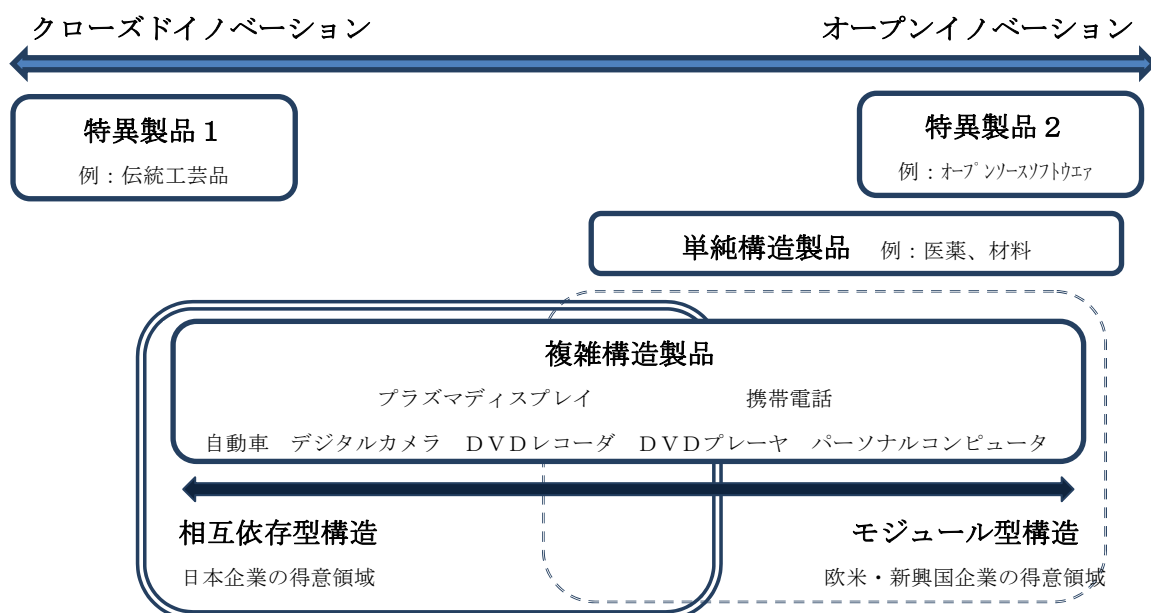 クローズドイノベーション オープンイノベーション
特異製品1 特異製品2
例：伝統工芸品 例：ｵｰﾌﾟﾝｿｰｽｿﾌﾄｳｴｧ
単純構造製品 例：医薬、材料
複雑構造製品
プラズマディスプレイ 携帯電話
自動車 デジタルカメラ ＤＶＤレコーダ ＤＶＤプレーヤ パーソナルコンピュータ
相互依存型構造 モジュール型構造
日本企業の得意領域 欧米・新興国企業の得意領域